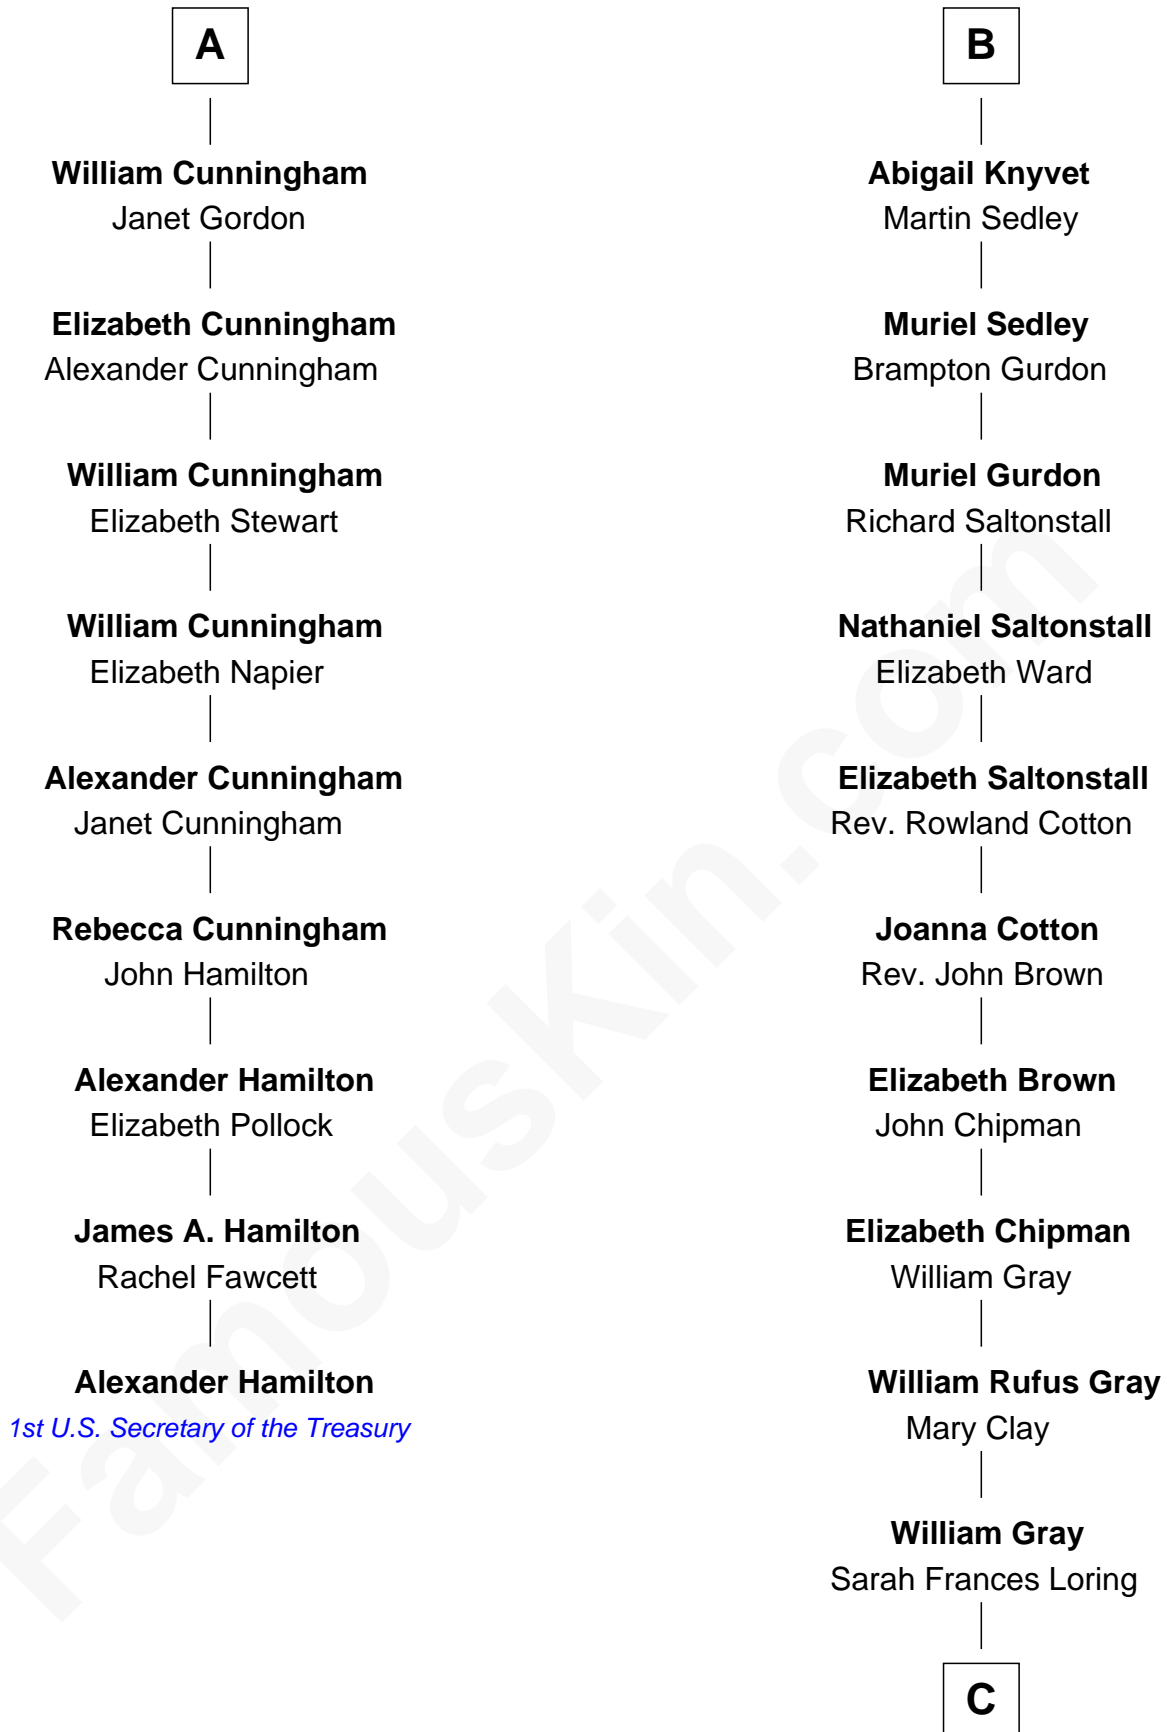 A
William Cunningham
Janet Gordon
Elizabeth Cunningham
Alexander Cunningham
William Cunningham
Elizabeth Stewart
William Cunningham
Elizabeth Napier
Alexander Cunningham
Janet Cunningham
Rebecca Cunningham
John Hamilton
Alexander Hamilton
Elizabeth Pollock
James A. Hamilton
Rachel Fawcett
Alexander Hamilton
1st U.S. Secretary of the Treasury
B
Abigail Knyvet
Martin Sedley
Muriel Sedley
Brampton Gurdon
Muriel Gurdon
Richard Saltonstall
Nathaniel Saltonstall
Elizabeth Ward
Elizabeth Saltonstall
Rev. Rowland Cotton
Joanna Cotton
Rev. John Brown
Elizabeth Brown
John Chipman
Elizabeth Chipman
William Gray
William Rufus Gray
Mary Clay
William Gray
Sarah Frances Loring
C
FamousKin.com